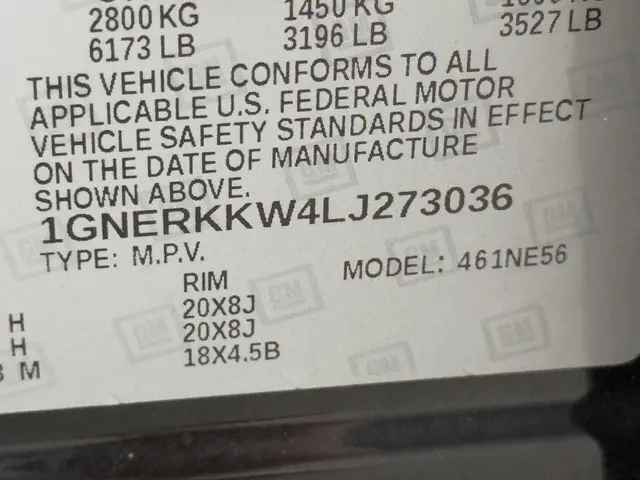 2800 KG 1450 KG
6173 LB 3196 LB 3527 LB
THIS VEHICLE CONFORMS TO ALL
APPLICABLE U.S. FEDERAL MOTOR
VEHICLE SAFETY STANDARDS IN EFFECT
ON THE DATE OF MANUFACTURE
SHOWN ABOVE.
1GNERKKW4LJ273036
TYPE: M.P.V. MODEL: 461NE56
RIM
H 20X8J
H 20X8J
M 18X4.5B